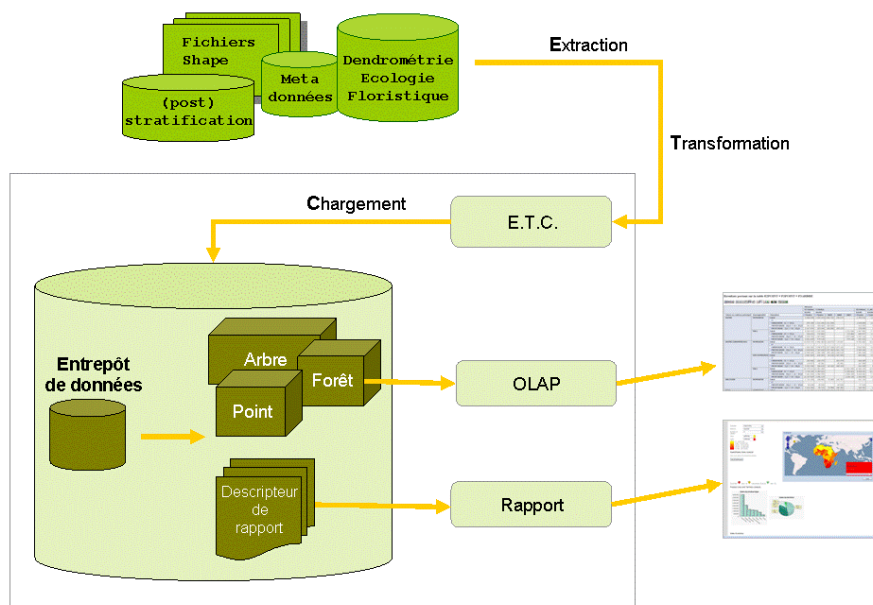 Fichiers
Shape
Meta
données
Dendrométrie
Ecologie
Floristique
(post)
stratification
Extraction
Transformation
Chargement
E.T.C.
Entrepôt
de données
Arbre
Forêt
Point
OLAP
Descripteur
de
rapport
Rapport